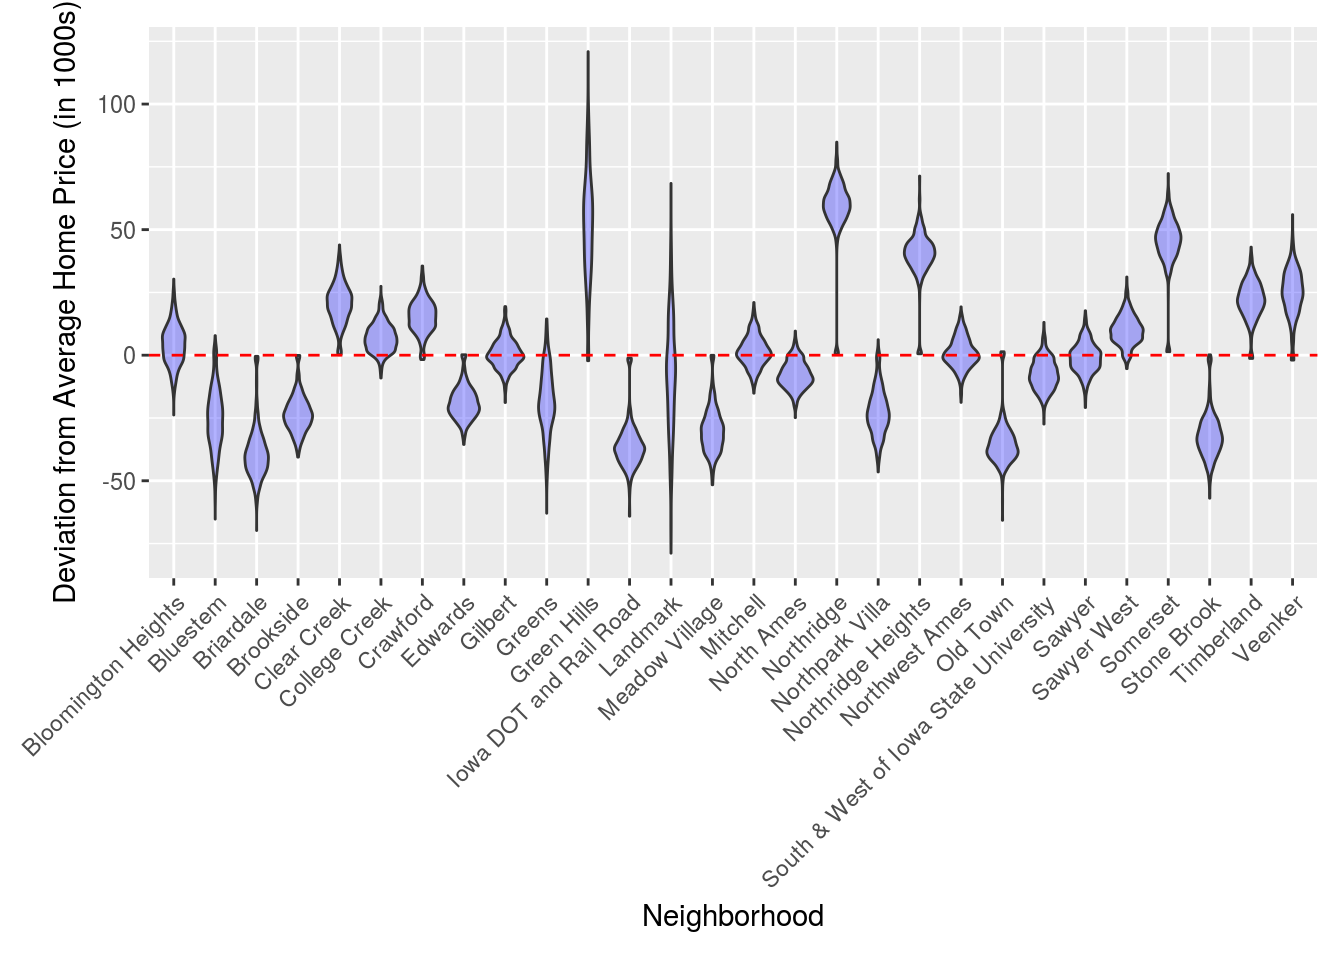 Deviation from Average Home Price (in 1000s)
100
50
0
-50
Bloomington Heights
Bluestem
Briardale
Brookside
Clear Creek
College Creek
Crawford
Edwards
Gilbert
Greens
Green Hills
Iowa DOT and Rail Road
Landmark
Meadow Village
Mitchell
North Ames
Northridge
Northpark Villa
Northridge Heights
Northwest Ames
Old Town
South & West of Iowa State University
Sawyer
Sawyer West
Somerset
Stone Brook
Timberland
Veenker
Neighborhood